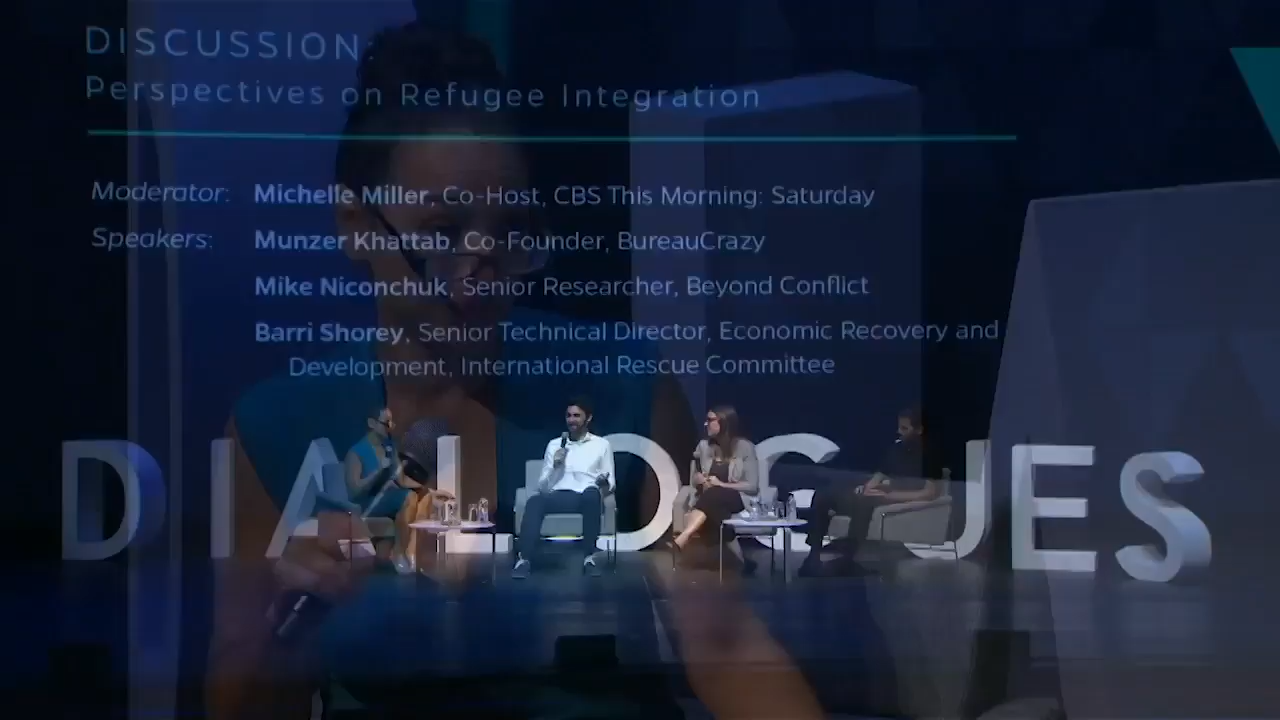 DISCUSSION
Perspectives on Refugee Integration
Moderator: Michelle Miller, Co-Host, CBS This Morning: Saturday
Speakers: Munzer Khattab, Co-Founder, BureauCrazy
Mike Niconchuk, Senior Researcher, Beyond Conflict
Barri Shorey, Senior Technical Director, Economic Recovery and
Development, International Rescue Committee
DIALOGUES